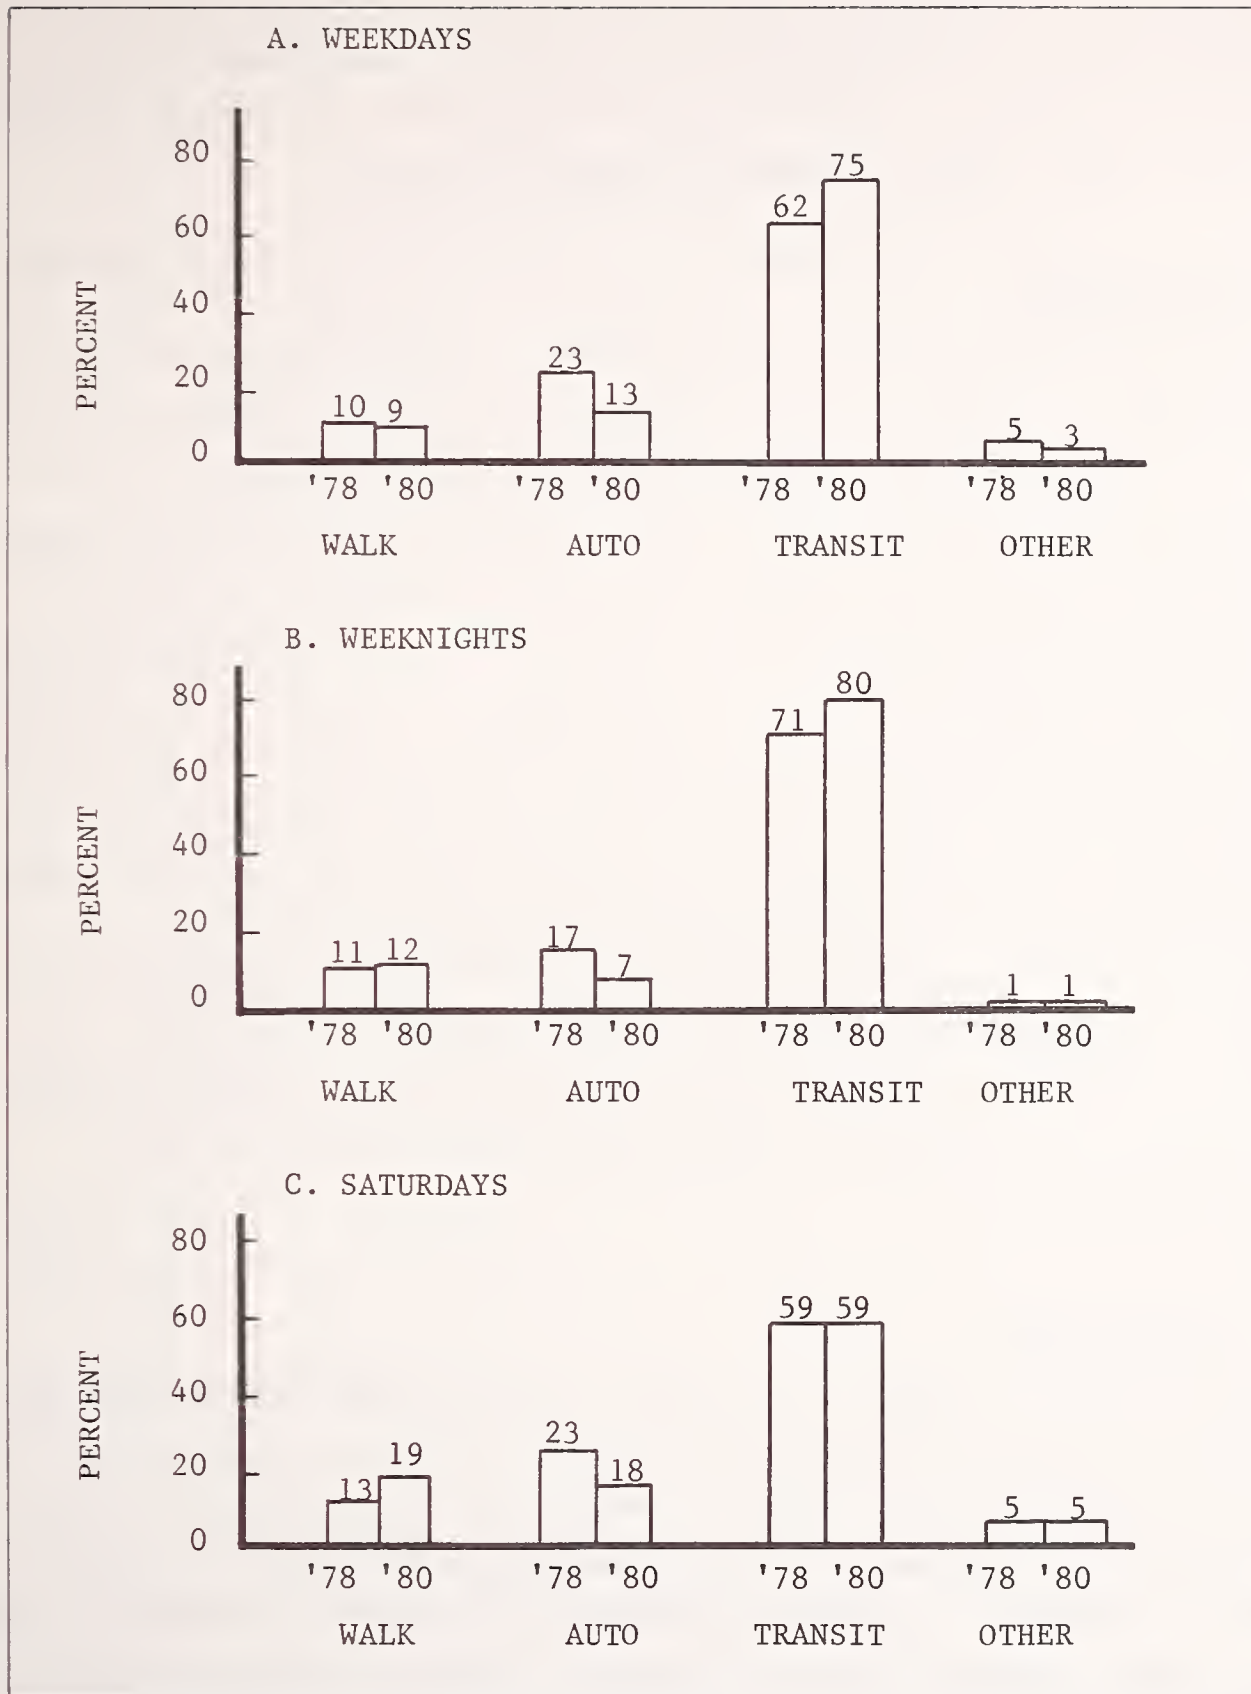 A. WEEKDAYS
PERCENT
80
60
40
20
0
10 9
23
13
62
75
5
3
'78 '80 '78 '80 '78 '80 '78 '80
WALK AUTO TRANSIT OTHER
B. WEEKNIGHTS
PERCENT
80
60
40
20
0
11 12
17
7
71
80
1 1
'78 '80 '78 '80 '78 '80 '78 '80
WALK AUTO TRANSIT OTHER
C. SATURDAYS
PERCENT
80
60
40
20
0
13
19
23
18
59 59
5 5
'78 '80 '78 '80 '78 '80 '78 '80
WALK AUTO TRANSIT OTHER